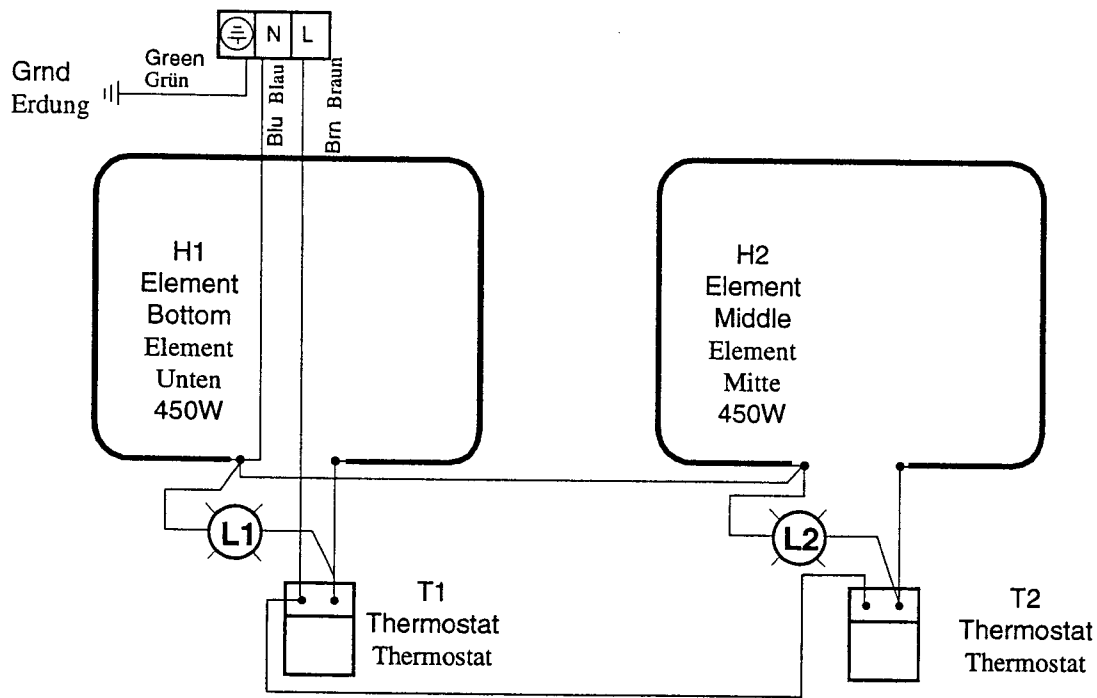 N L
Green
Grün
Grnd
Erdung
Blu Blau
Brn Braun
H1
Element
Bottom
Element
Unten
450W
H2
Element
Middle
Element
Mitte
450W
L1
L2
T1
Thermostat
Thermostat
T2
Thermostat
Thermostat